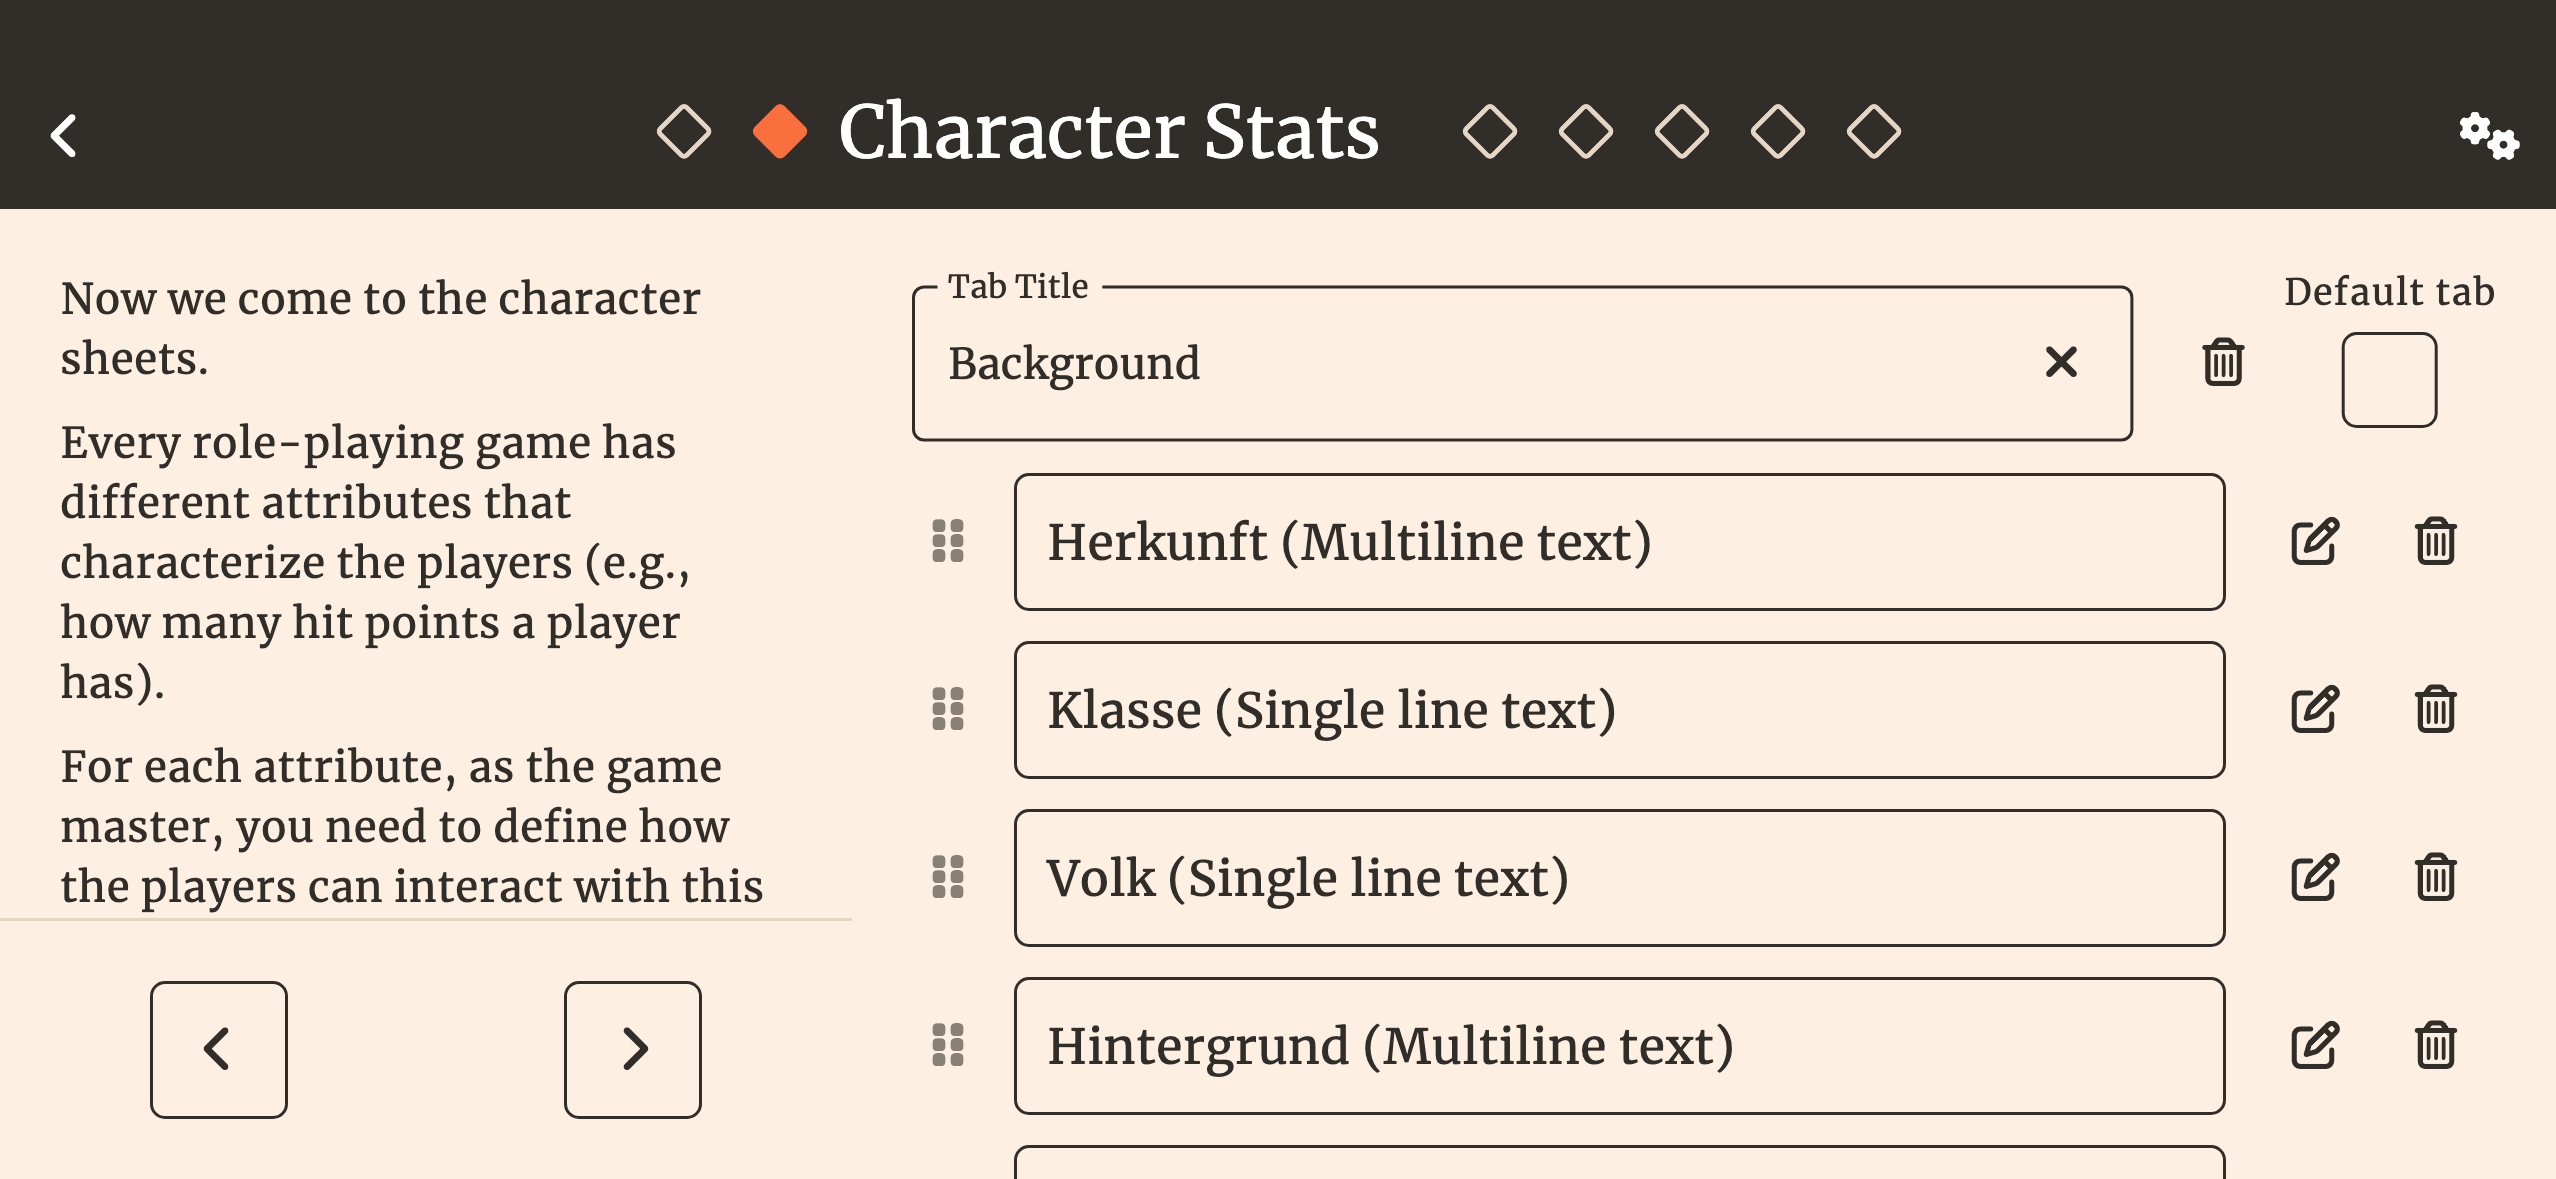 Character Stats
Now we come to the character
sheets.
Every role-playing game has
different attributes that
characterize the players (e.g.,
how many hit points a player
has).
For each attribute, as the game
master, you need to define how
the players can interact with this
Tab Title
Background
Default tab
Herkunft (Multiline text)
Klasse (Single line text)
Volk (Single line text)
Hintergrund (Multiline text)